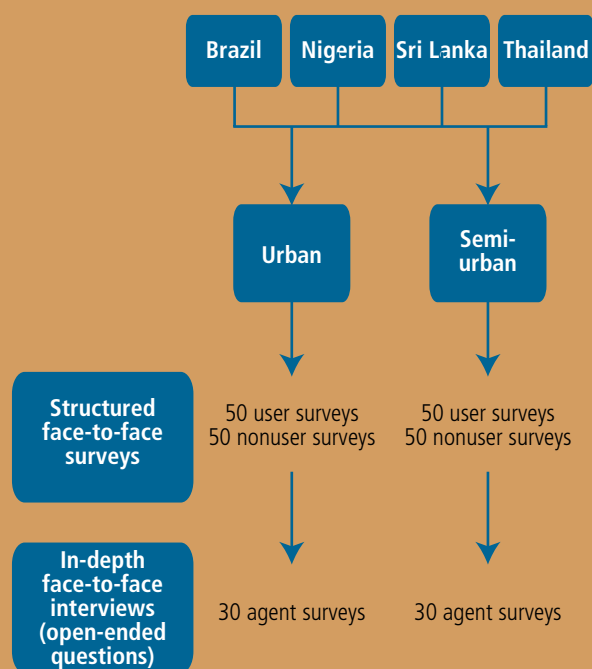 Brazil
Nigeria
Sri Lanka
Thailand
Urban
Semi-
urban
Structured
face-to-face
surveys
50 user surveys
50 nonuser surveys
50 user surveys
50 nonuser surveys
In-depth
face-to-face
interviews
(open-ended
questions)
30 agent surveys
30 agent surveys